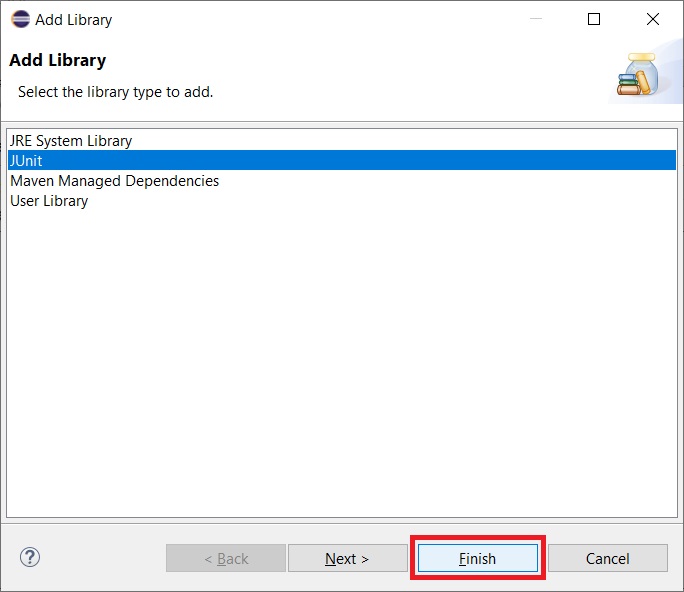 Add Library
Add Library
Select the library type to add.
JRE System Library
JUnit
Maven Managed Dependencies
User Library
? < Back Next > Finish Cancel